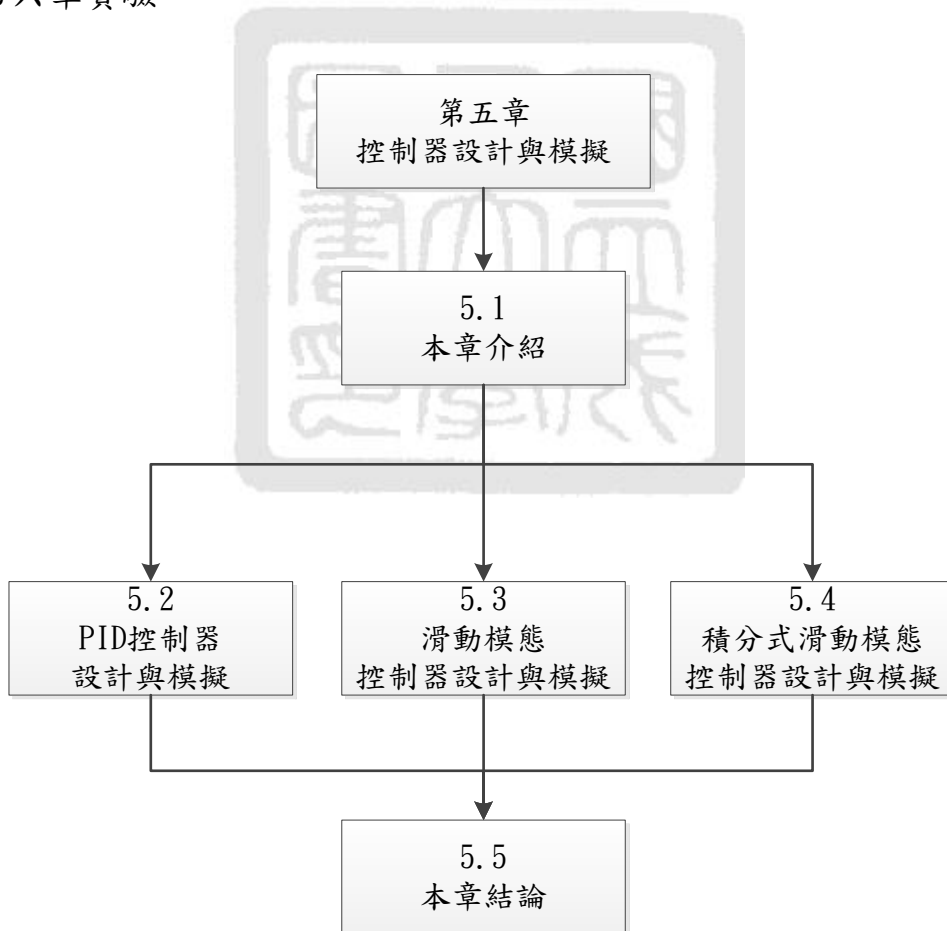 第五章
控制器設計與模擬
5.1
本章介紹
5.2
PID控制器
設計與模擬
5.3
滑動模態
控制器設計與模擬
5.4
積分式滑動模態
控制器設計與模擬
5.5
本章結論